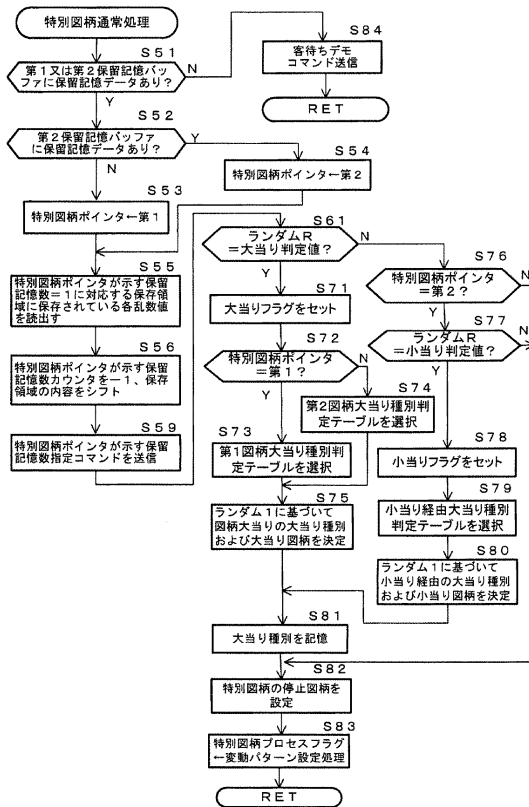 特別図柄通常処理
S51
第1又は第2保留記憶バッ
ファに保留記憶データあり?
N
Y
S84
客待ちデモ
コマンド送信
RET
S52
第2保留記憶バッファ
に保留記憶データあり?
Y
N
S54
特別図柄ポインタ←第2
S53
特別図柄ポインタ←第1
S55
特別図柄ポインタが示す保留
記憶数=1に対応する保存領
域に保存されている各乱数値
を読出す
S56
特別図柄ポインタが示す保留
記憶数カウンタを-1、保存
領域の内容をシフト
S59
特別図柄ポインタが示す保留
記憶数指定コマンドを送信
S61
ランダムR
=大当り判定値?
N
Y
S71
大当りフラグをセット
S72
特別図柄ポインタ
=第1?
N
Y
S74
第2図柄大当り種別判
定テーブルを選択
S73
第1図柄大当り種別判
定テーブルを選択
S75
ランダム1に基づいて
図柄大当りの大当り種別
および大当り図柄を決定
S76
特別図柄ポインタ
=第2?
N
Y
S77
ランダムR
=小当り判定値?
N
Y
S78
小当りフラグをセット
S79
小当り経由大当り種別
判定テーブルを選択
S80
ランダム1に基づいて
小当り経由の大当り種別
および小当り図柄を決定
S81
大当り種別を記憶
S82
特別図柄の停止図柄を
設定
S83
特別図柄プロセスフラグ
←変動パターン設定処理
RET